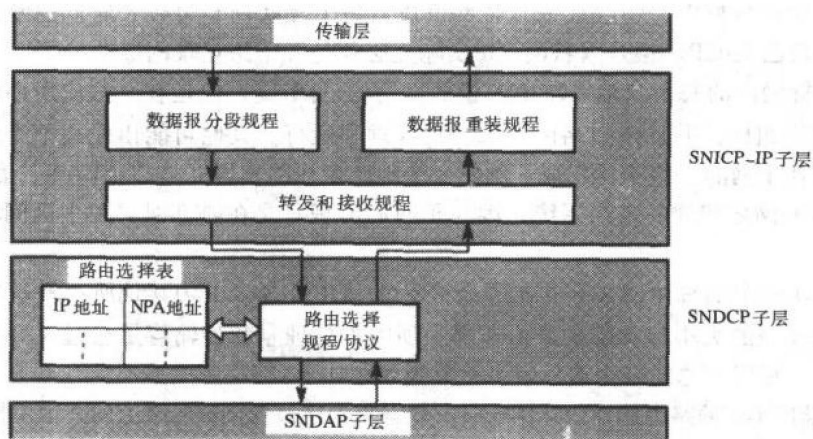 传输层
数据报分段规程
数据报重装规程
SNICP-IP子层
转发和接收规程
路由选择表
IP地址
NPA地址
路由选择
规程/协议
SNDCP子层
SNDAP子层